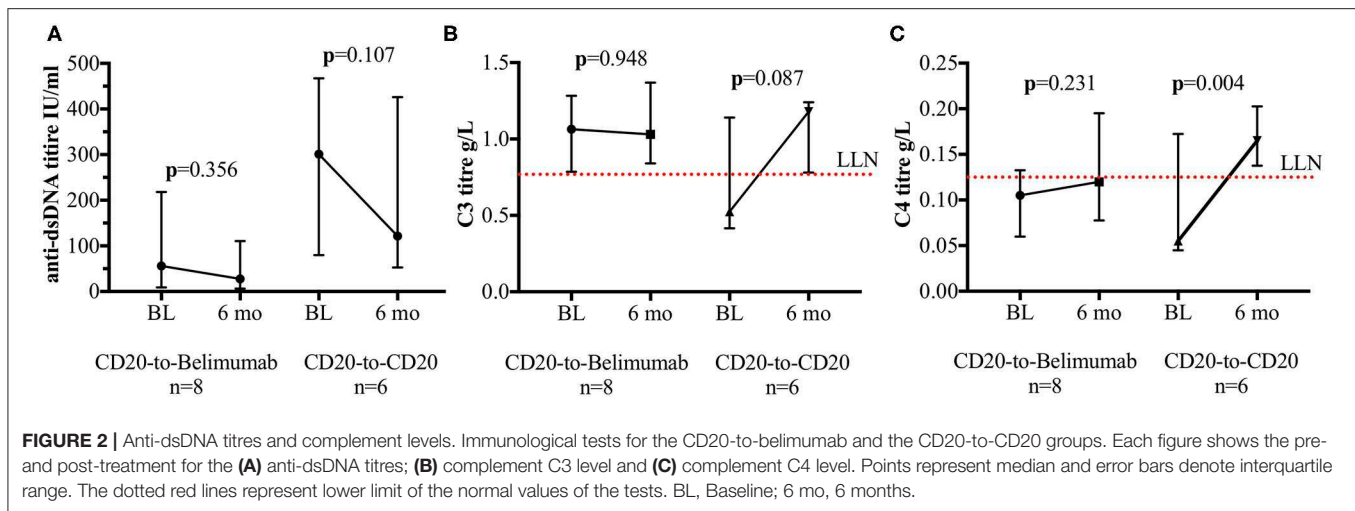 A
500
400
300
200
100
0
anti-dsDNA titire IU/ml
p=0.356
p=0.107
BL
6 mo
BL
6 mo
CD20-to-Belimumab
n=8
CD20-to-CD20
n=6
B
1.5
1.0
0.5
0.0
C3 titre g/L
p=0.948
p=0.087
LLN
BL
6 mo
BL
6 mo
CD20-to-Belimumab
n=8
CD20-to-CD20
n=6
C
0.25
0.20
0.15
0.10
0.05
0.00
C4 titre g/L
p=0.231
p=0.004
LLN
BL
6 mo
BL
6 mo
CD20-to-Belimumab
n=8
CD20-to-CD20
n=6
FIGURE 2 | Anti-dsDNA titres and complement levels. Immunological tests for the CD20-to-belimumab and the CD20-to-CD20 groups. Each figure shows the pre-
and post-treatment for the (A) anti-dsDNA titres; (B) complement C3 level and (C) complement C4 level. Points represent median and error bars denote interquartile
range. The dotted red lines represent lower limit of the normal values of the tests. BL, Baseline; 6 mo, 6 months.